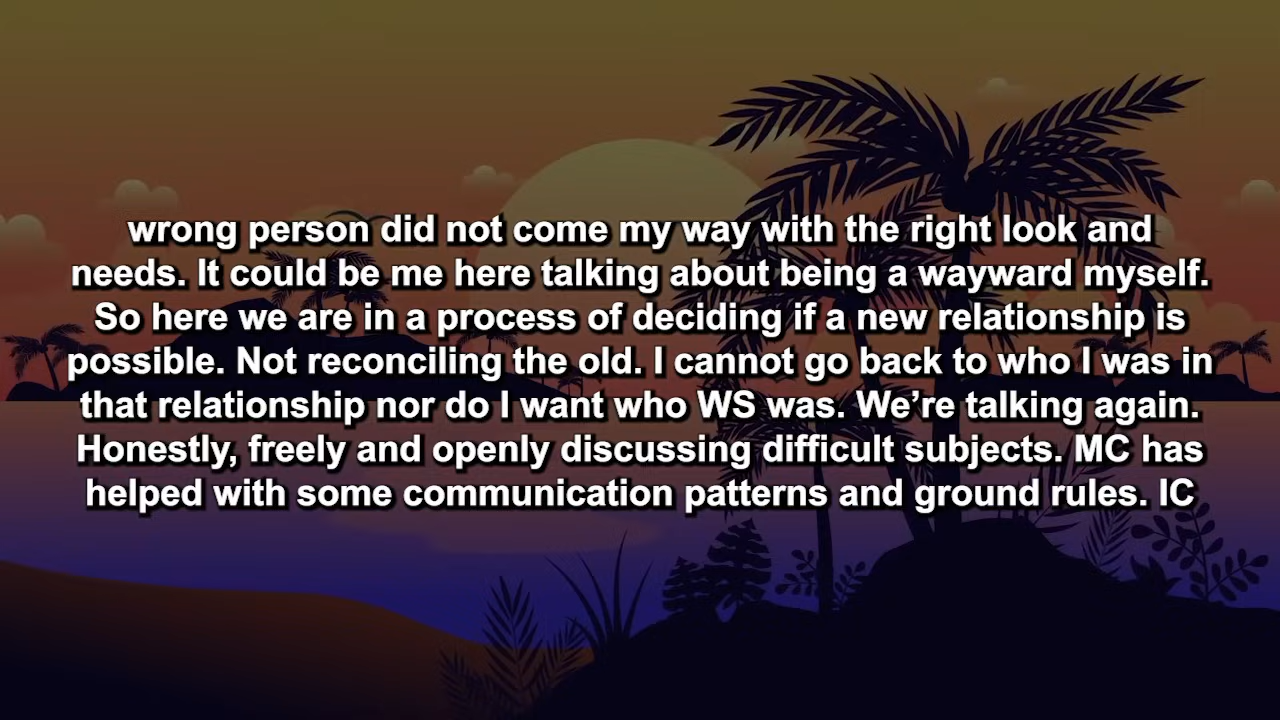 wrong person did not come my way with the right look and
needs. It could be me here talking about being a wayward myself.
So here we are in a process of deciding if a new relationship is
possible. Not reconciling the old. I cannot go back to who I was in
that relationship nor do I want who WS was. We’re talking again.
Honestly, freely and openly discussing difficult subjects. MC has
helped with some communication patterns and ground rules. IC